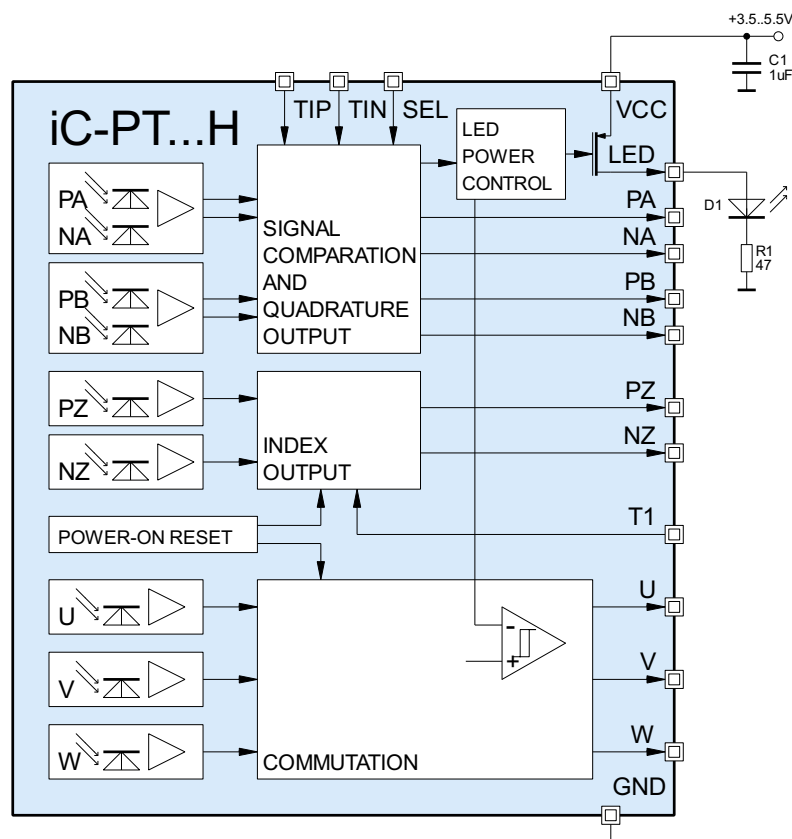 +3.5..5.5V
C1
1uF
iC-PT...H
TIP TIN SEL
VCC
LED
POWER
CONTROL
LED
D1
R1
47
PA
NA
PB
NB
SIGNAL
COMPARATION
AND
QUADRATURE
OUTPUT
PA
NA
PB
NB
PZ
NZ
INDEX
OUTPUT
PZ
NZ
POWER-ON RESET
T1
U
V
W
-
+
COMMUTATION
U
V
W
GND